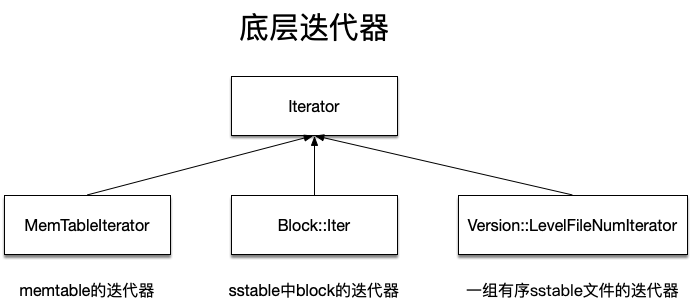 底层迭代器
Iterator
MemTableIterator
Block::Iter
Version::LevelFileNumIterator
memtable的迭代器
sstable中block的迭代器
一组有序sstable文件的迭代器